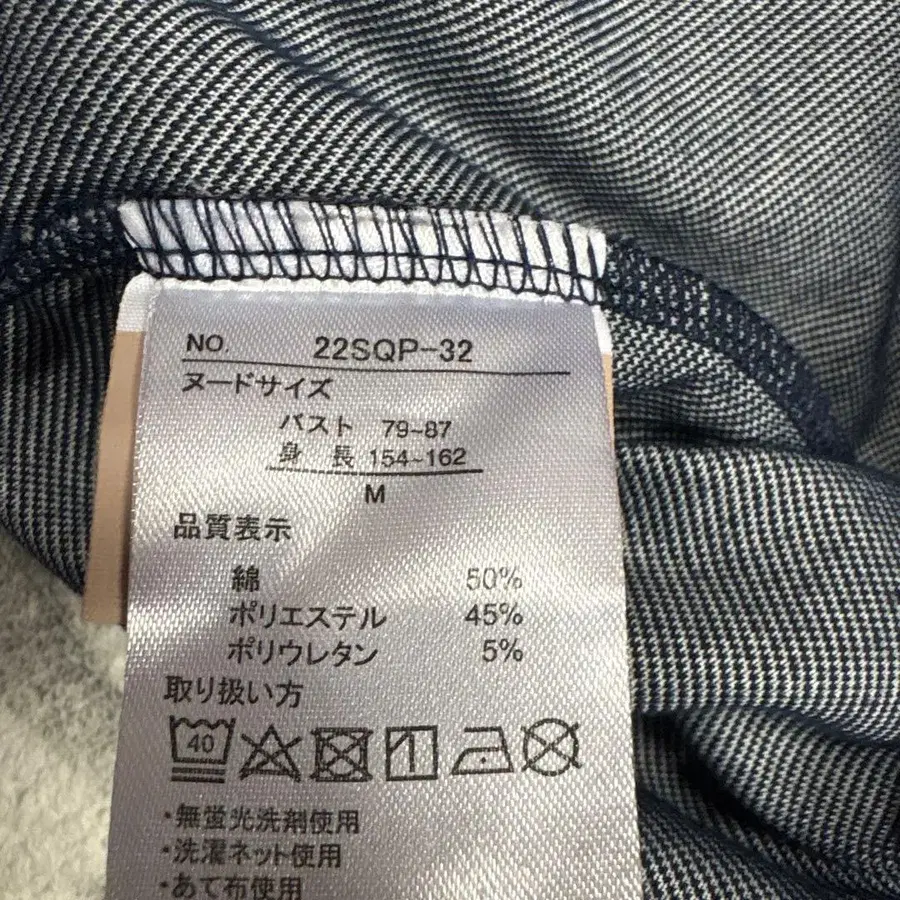 NO. 22SQP-32
ヌードサイズ
バスト 79~87
身長 154~162
M
品質表示
綿 50%
ポリエステル 45%
ポリウレタン 5%
取り扱い方
40
・無蛍光洗剤使用
・洗濯ネット使用
・あて布使用